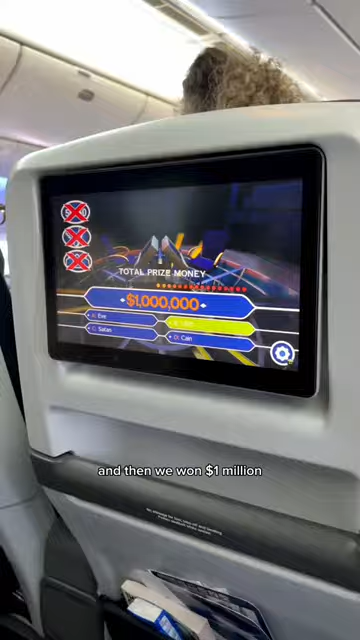 TOTAL PRIZE MONEY
$1,000,000
A: Eve
C: Satan
D: Cain
and then we won $1 million